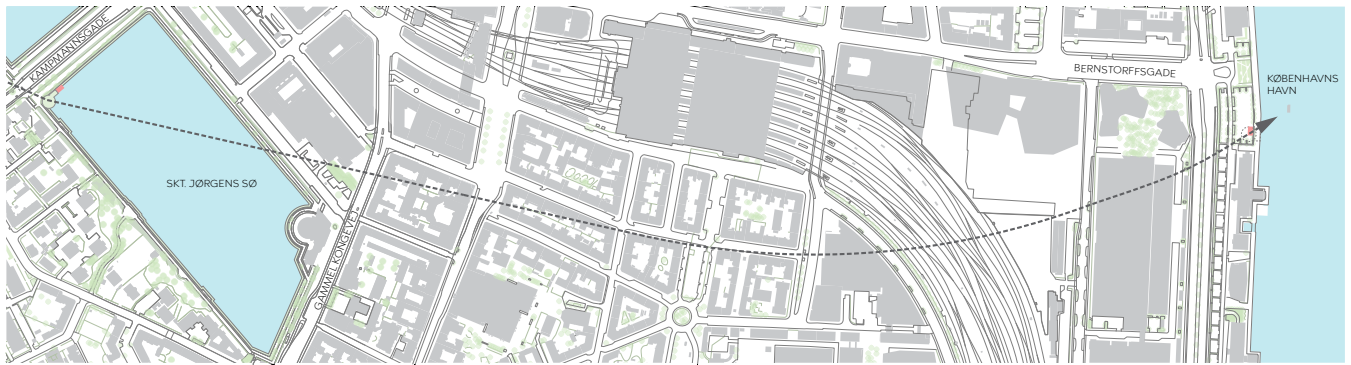 KAMPMANNSGADE
SKT. JØRGENS SØ
GAMMEL KONGEVEJ
BERNSTORFFSGADE
KØBENHAVNS
HAVN